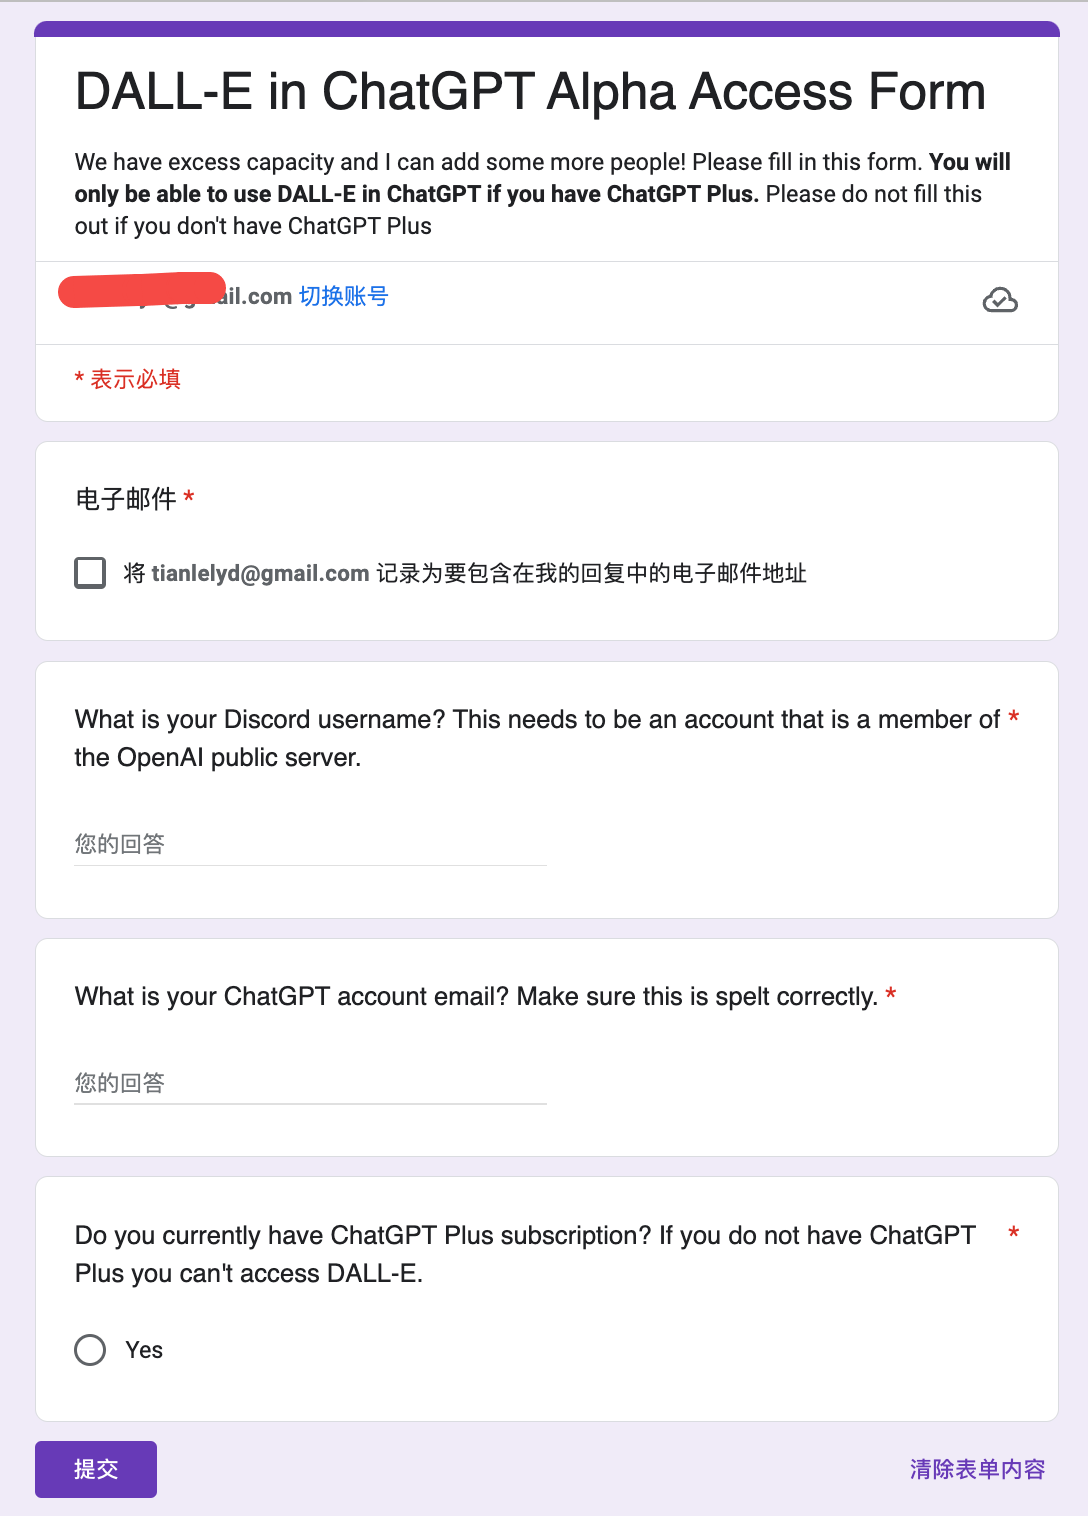 DALL-E in ChatGPT Alpha Access Form
We have excess capacity and I can add some more people! Please fill in this form. You will
only be able to use DALL-E in ChatGPT if you have ChatGPT Plus. Please do not fill this
out if you don't have ChatGPT Plus
ail.com 切换账号
* 表示必填
电子邮件 *
将 tianlelyd@gmail.com 记录为要包含在我的回复中的电子邮件地址
What is your Discord username? This needs to be an account that is a member of *
the OpenAI public server.
您的回答
What is your ChatGPT account email? Make sure this is spelt correctly. *
您的回答
Do you currently have ChatGPT Plus subscription? If you do not have ChatGPT *
Plus you can't access DALL-E.
Yes
提交 清除表单内容